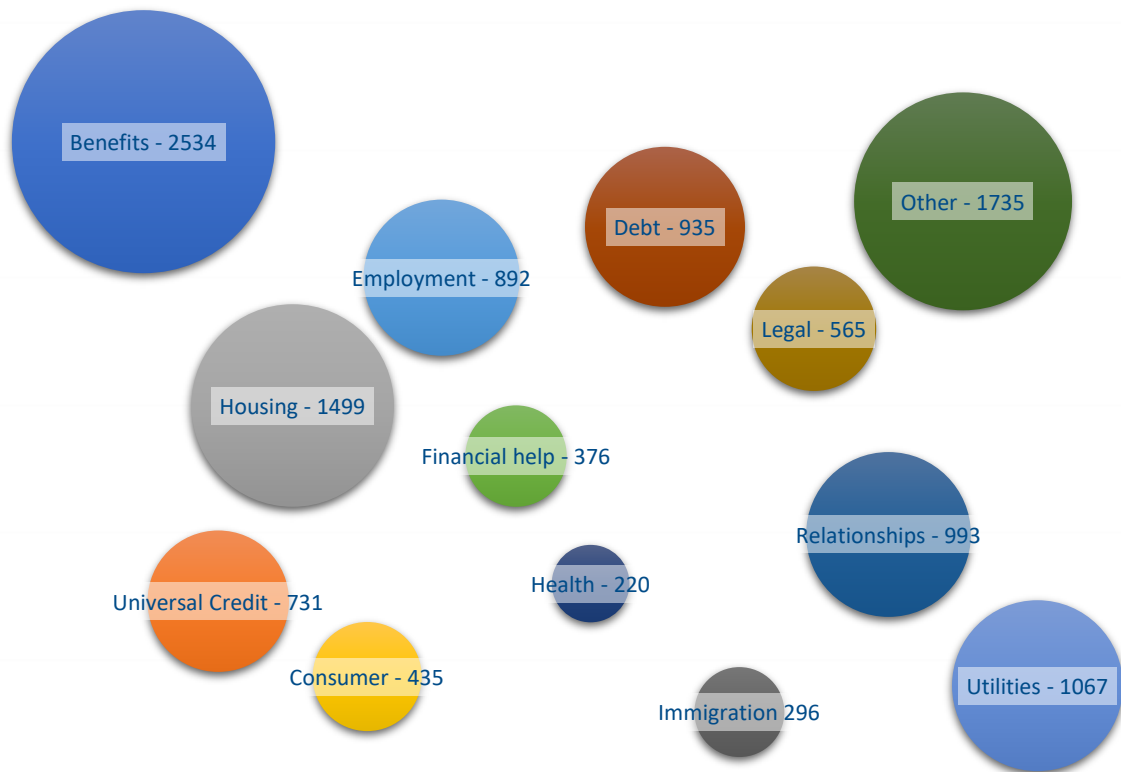 Benefits - 2534
Other - 1735
Debt - 935
Employment - 892
Legal - 565
Housing - 1499
Financial help - 376
Relationships - 993
Health - 220
Universal Credit - 731
Consumer - 435
Utilities - 1067
Immigration 296